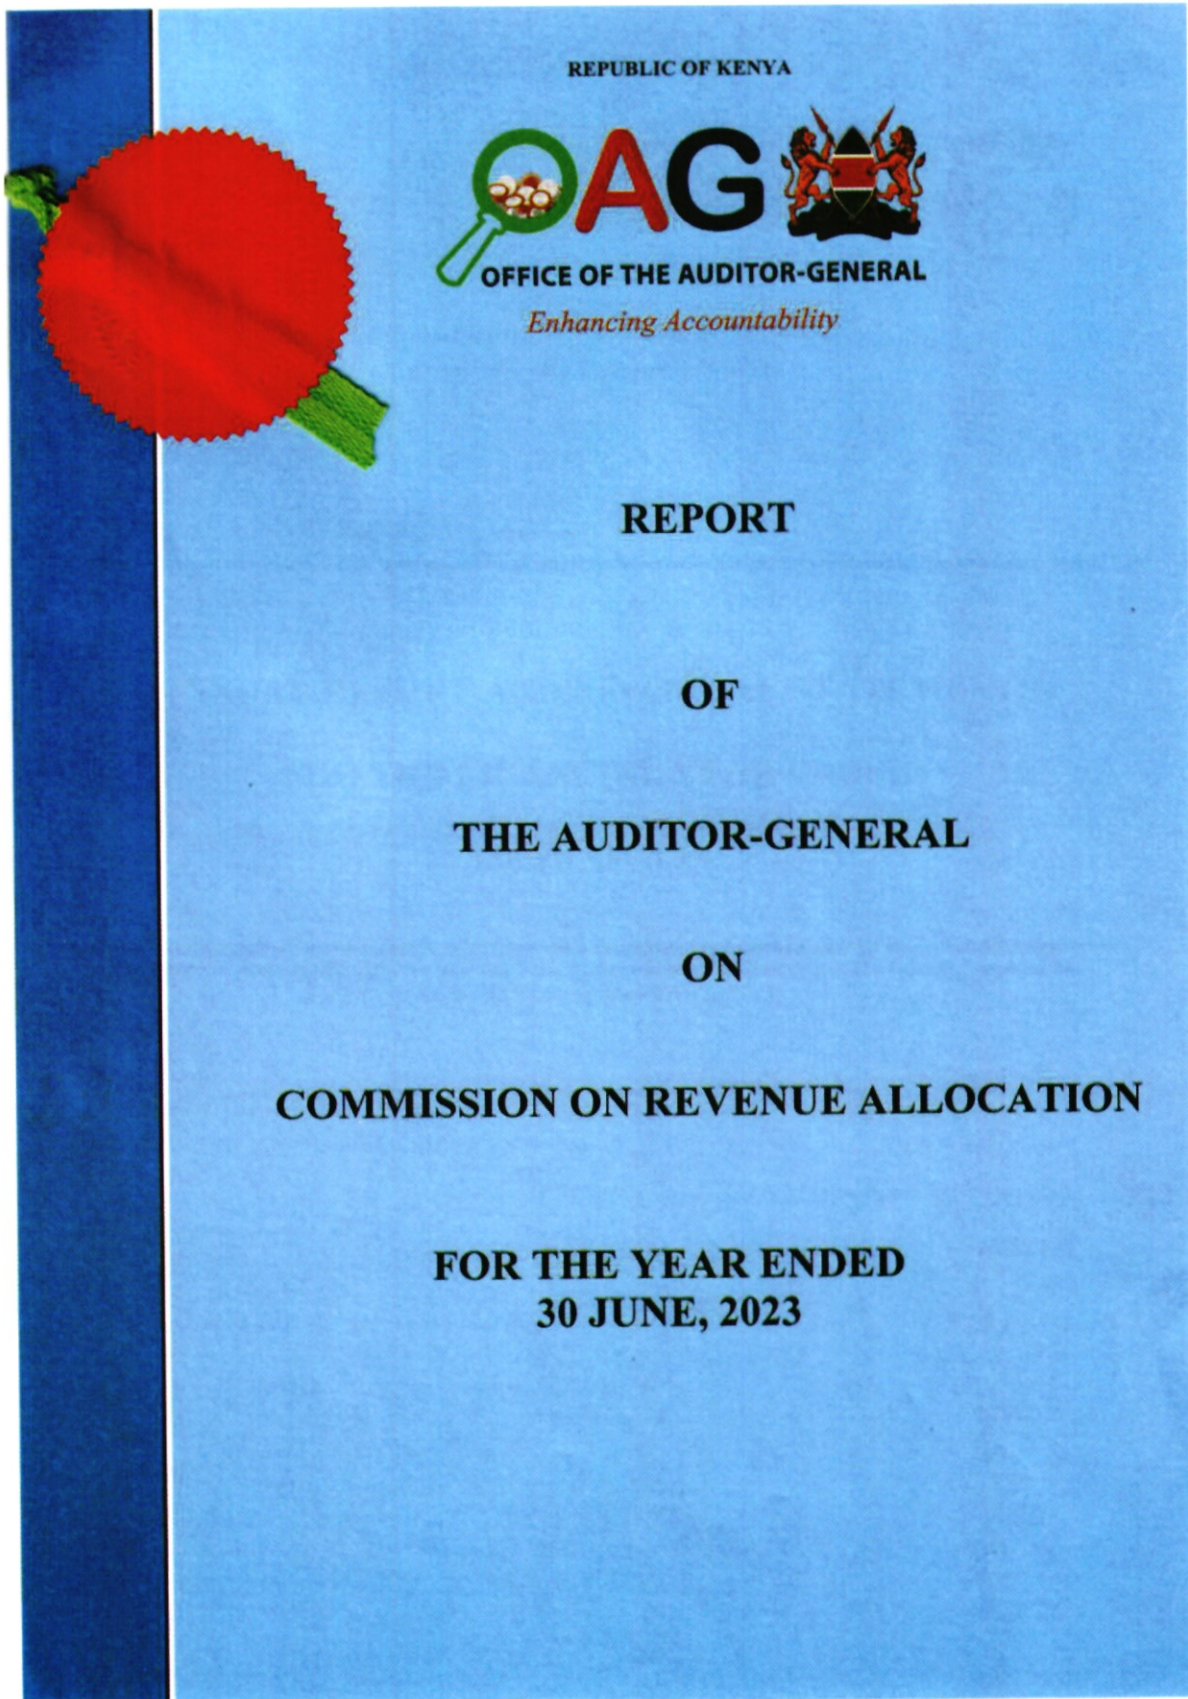 REPUBLIC OF KENYA
OAG
OFFICE OF THE AUDITOR-GENERAL
Enhancing Accountability
REPORT
OF
THE AUDITOR-GENERAL
ON
COMMISSION ON REVENUE ALLOCATION
FOR THE YEAR ENDED
30 JUNE, 2023